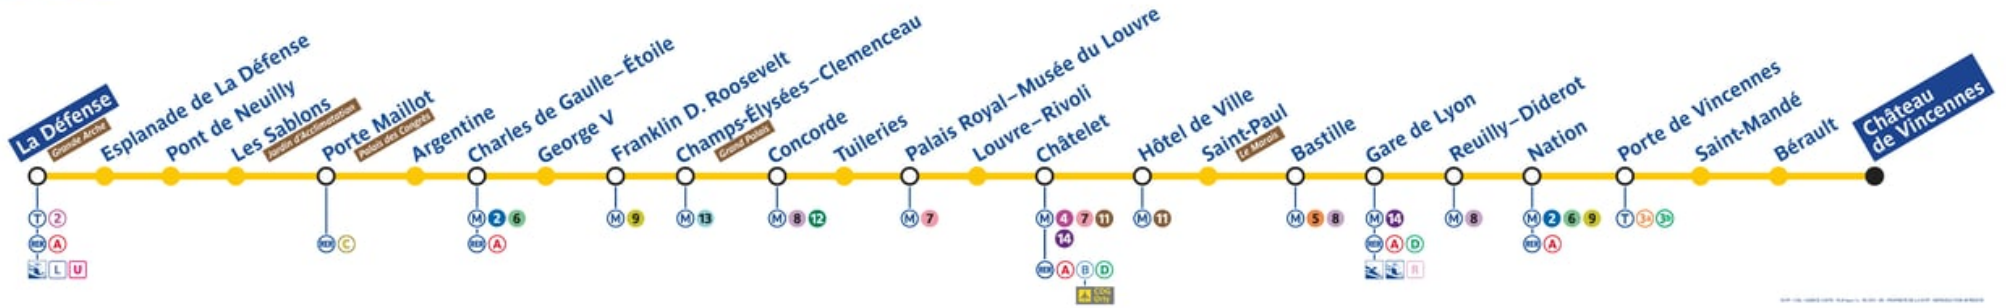 La Défense
Grande Arche
Esplanade de La Défense
Pont de Neuilly
Les Sablons
Jardin d'Acclimatation
Porte Maillot
Palais des Congrès
Argentine
Charles de Gaulle–Étoile
George V
Franklin D. Roosevelt
Champs-Élysées–Clemenceau
Grand Palais
Concorde
Tuileries
Palais Royal–Musée du Louvre
Louvre–Rivoli
Châtelet
Hôtel de Ville
Saint-Paul
Le Marais
Bastille
Gare de Lyon
Reuilly–Diderot
Nation
Porte de Vincennes
Saint-Mandé
Bérault
Château
de Vincennes
T 2
RER A
L U
RER C
M 2 6
RER A
M 9
M 13
M 8 12
M 7
M 4 7 11
14
RER A B D
CDG
Orly
M 11
M 5 8
M 14
RER A D
R
M 8
M 2 6 9
RER A
T 3a 3b